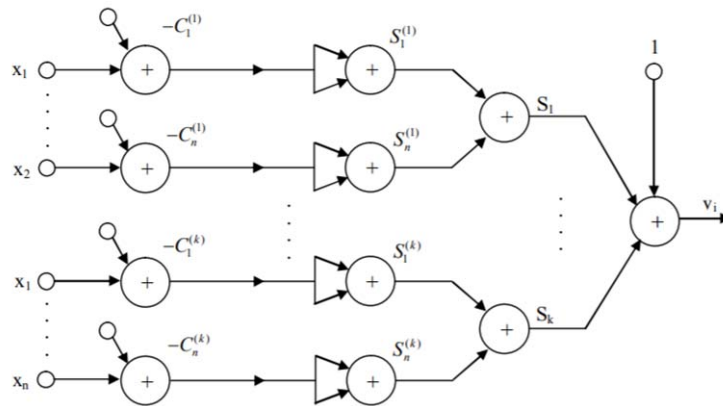 −C₁⁽¹⁾
S₁⁽¹⁾
1
x₁
+
+
S₁
+
−Cₙ⁽¹⁾
Sₙ⁽¹⁾
x₂
+
+
vᵢ
+
−C₁⁽ᵏ⁾
S₁⁽ᵏ⁾
x₁
+
+
Sₖ
+
−Cₙ⁽ᵏ⁾
Sₙ⁽ᵏ⁾
xₙ
+
+